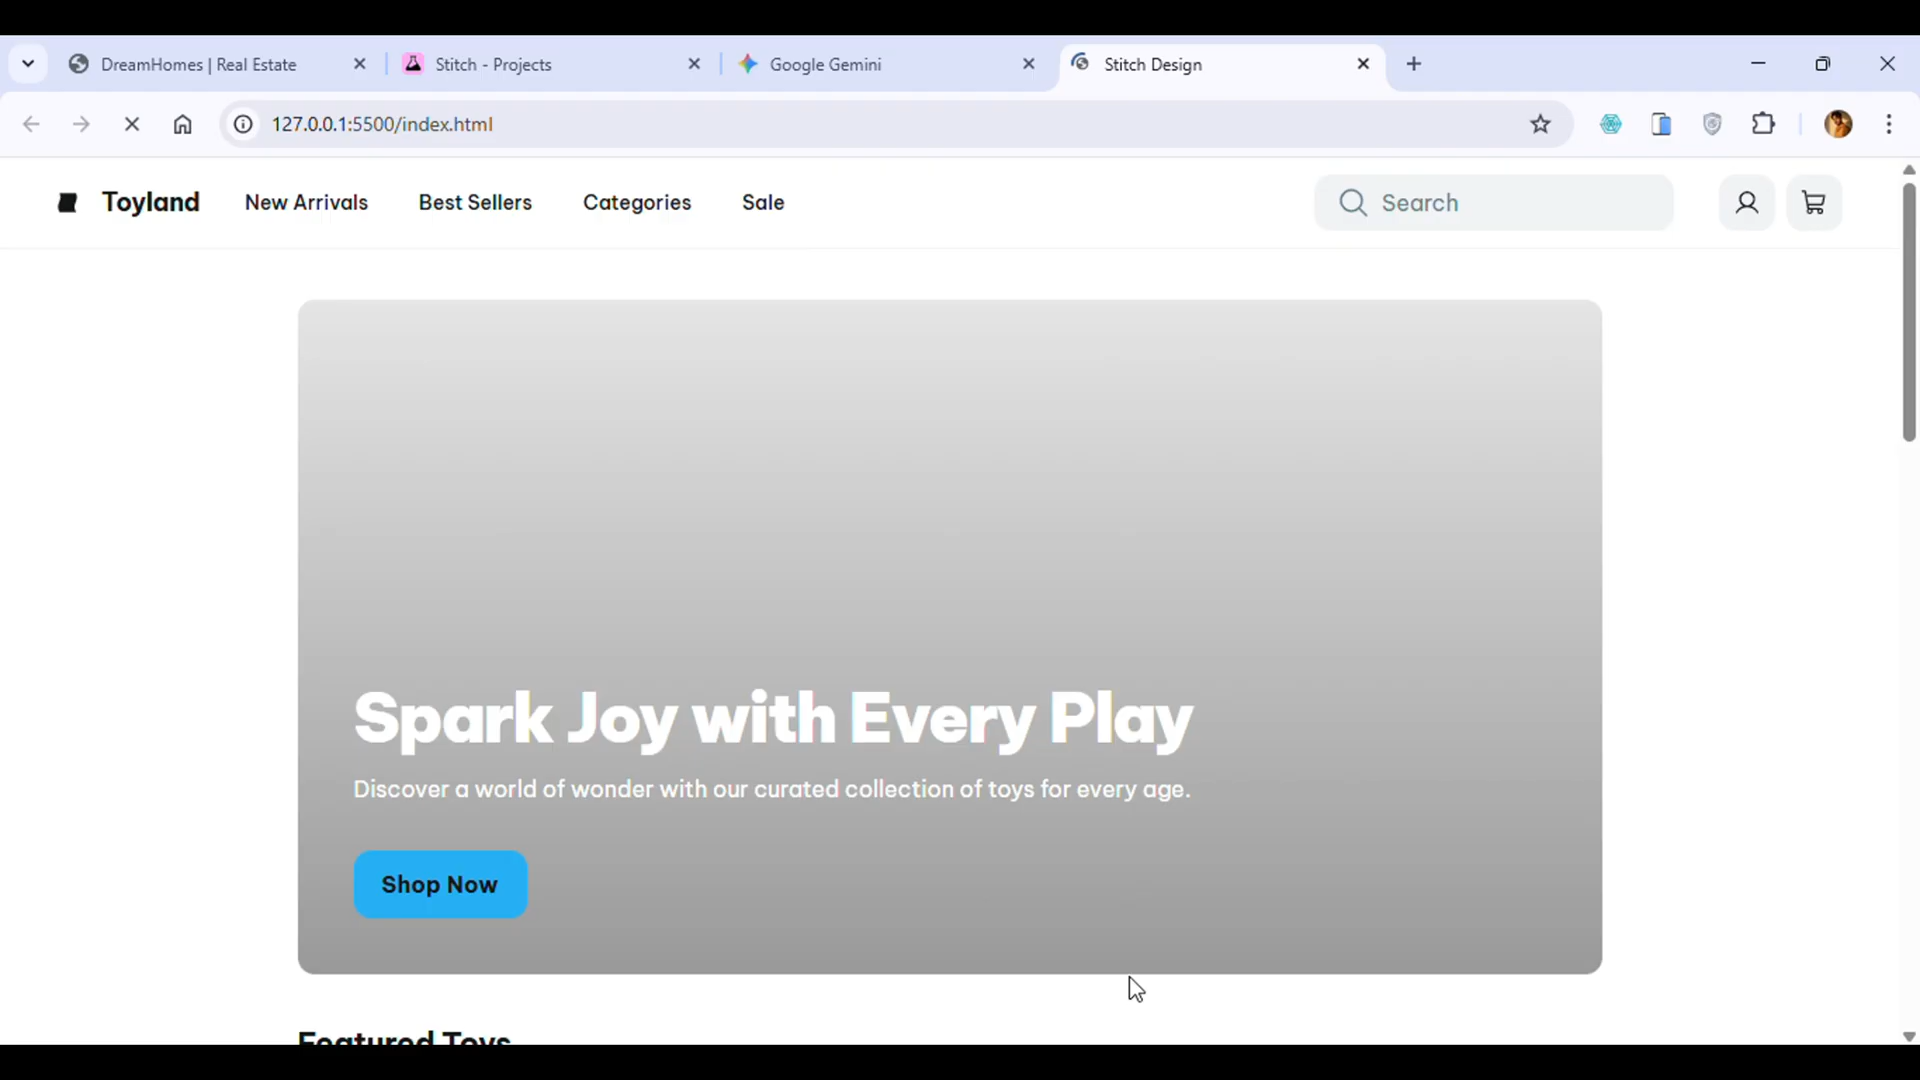 DreamHomes | Real Estate
Stitch - Projects
Google Gemini
Stitch Design
127.0.0.1:5500/index.html
Toyland
New Arrivals
Best Sellers
Categories
Sale
Search
Spark Joy with Every Play
Discover a world of wonder with our curated collection of toys for every age.
Shop Now
Featured Toys